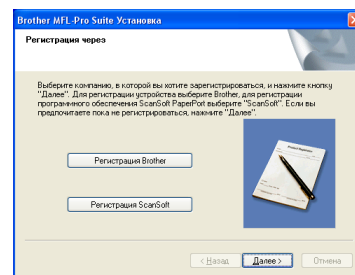 Brother MFL-Pro Suite Установка
Регистрация через
Выберите компанию, в которой вы хотите зарегистрироваться, и нажмите кнопку
"Далее". Для регистрации устройства выберите Brother, для регистрации
программного обеспечения ScanSoft PaperPort выберите "ScanSoft". Если вы
предпочитаете пока не регистрироваться, нажмите "Далее".
Регистрация Brother
Регистрация ScanSoft
< Назад Далее > Отмена